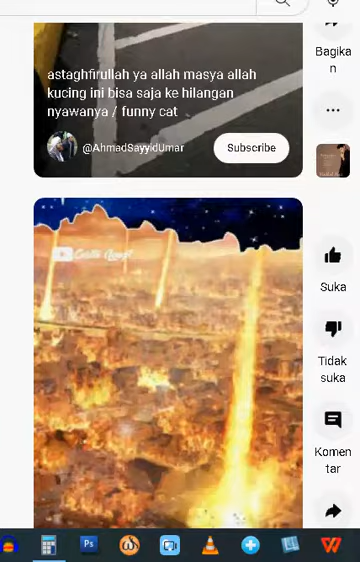 Bagika
n
astaghfirullah ya allah masya allah
kucing ini bisa saja ke hilangan
nyawanya / funny cat
@AhmadSayyidUmar
Subscribe
Suka
Tidak
suka
Komen
tar
Ps